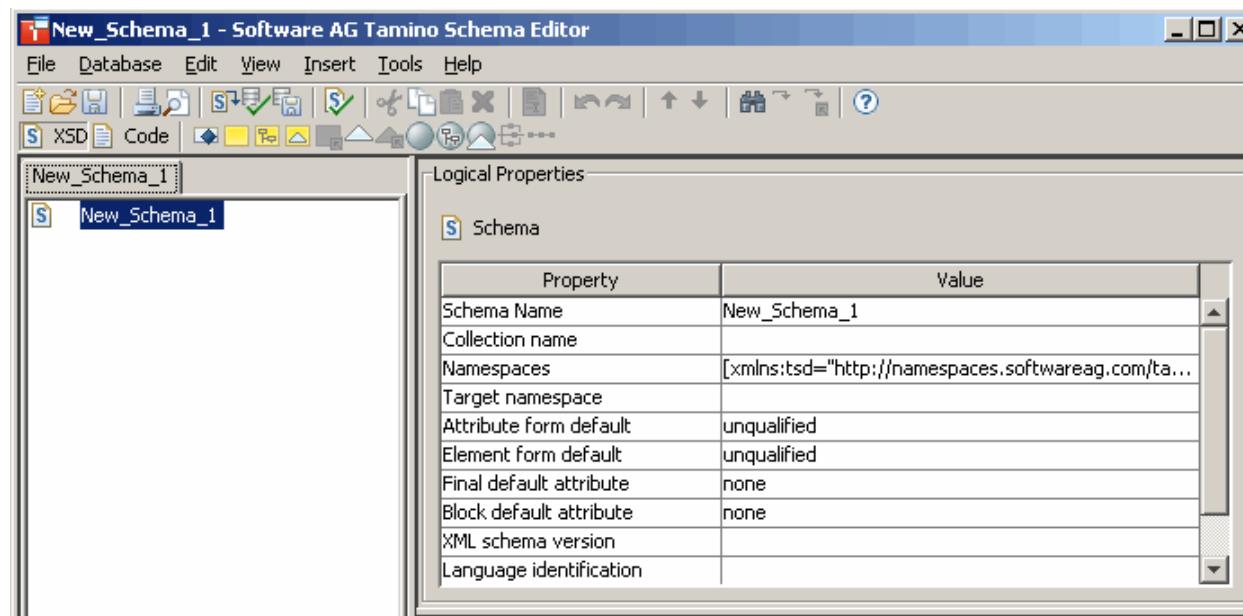 New_Schema_1 - Software AG Tamino Schema Editor
File Database Edit View Insert Tools Help
XSD Code
New_Schema_1
New_Schema_1
Logical Properties
Schema
Property Value
Schema Name New_Schema_1
Collection name
Namespaces [xmlns:tsd="http://namespaces.softwareag.com/ta...
Target namespace
Attribute form default unqualified
Element form default unqualified
Final default attribute none
Block default attribute none
XML schema version
Language identification